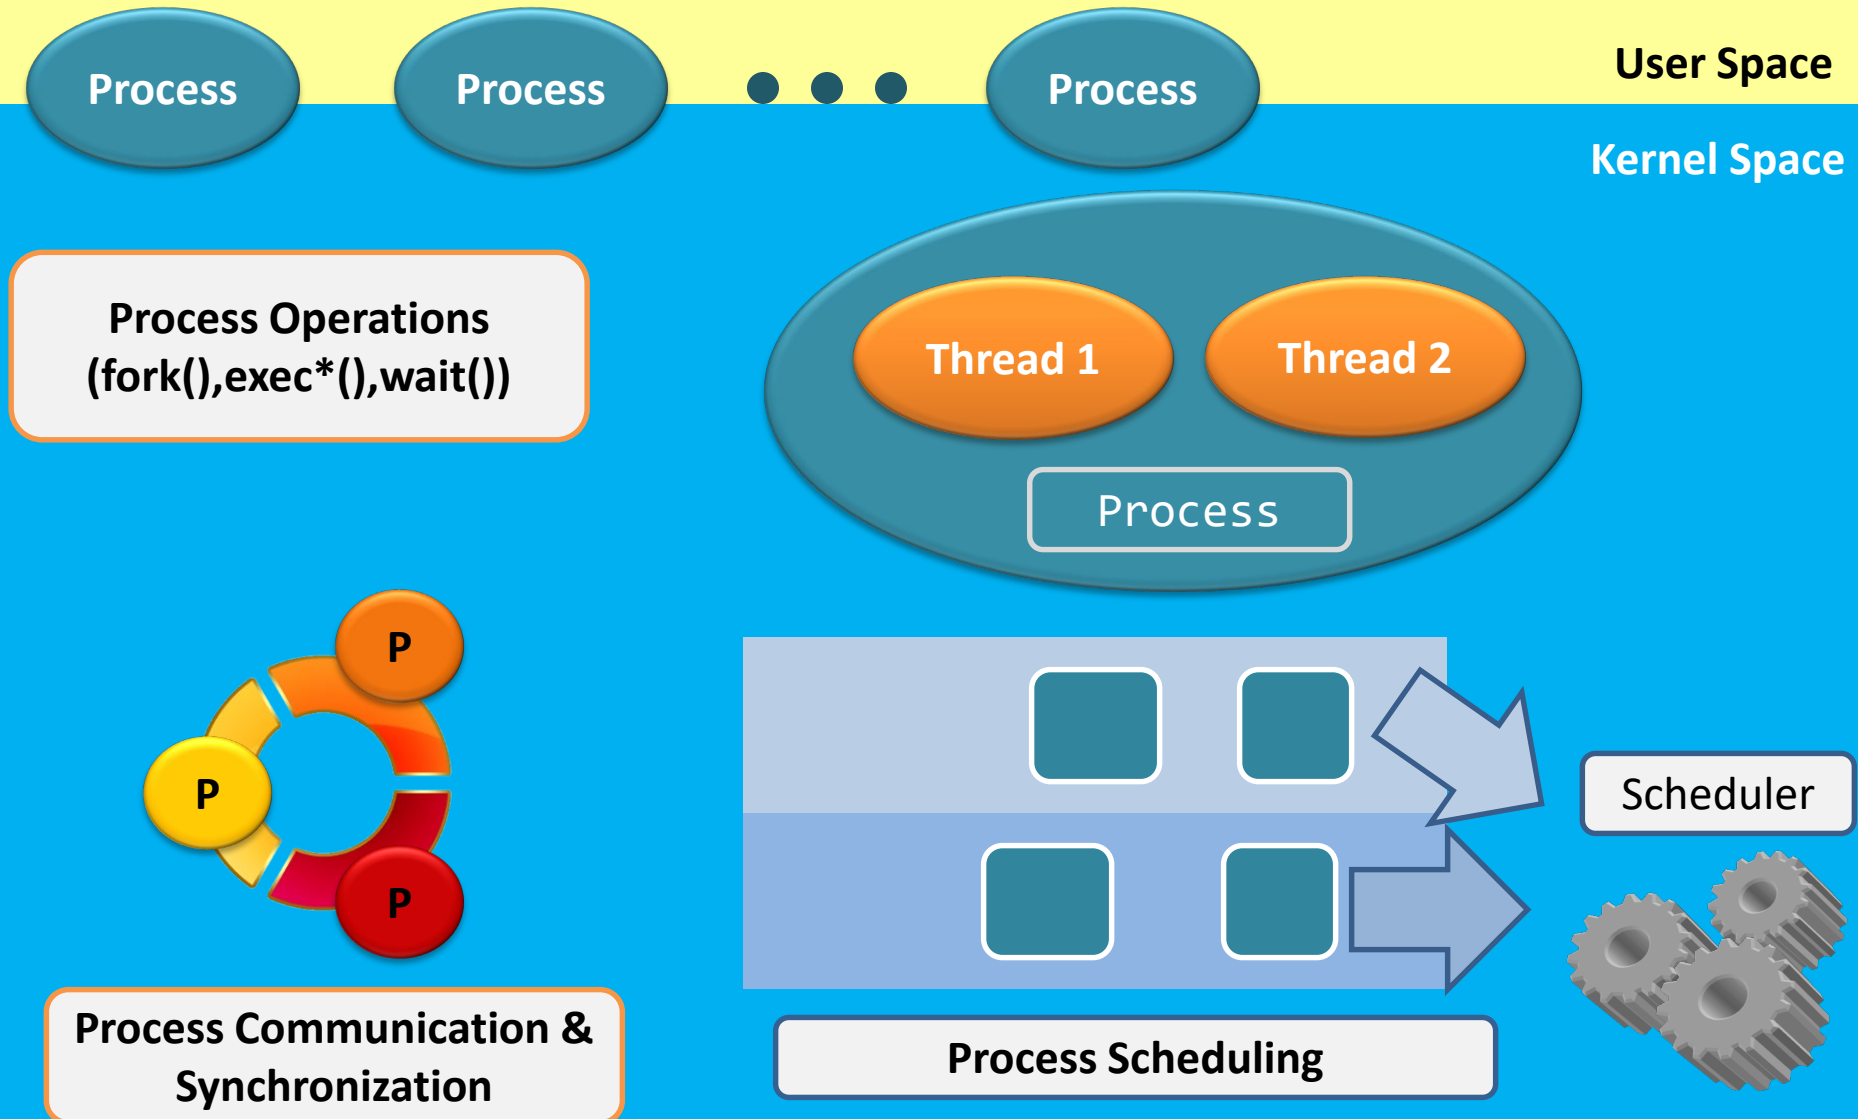 Process
Process
Process
User Space
Kernel Space
Process Operations
(fork(),exec*(),wait())
Thread 1
Thread 2
Process
P
P
P
Scheduler
Process Communication &
Synchronization
Process Scheduling